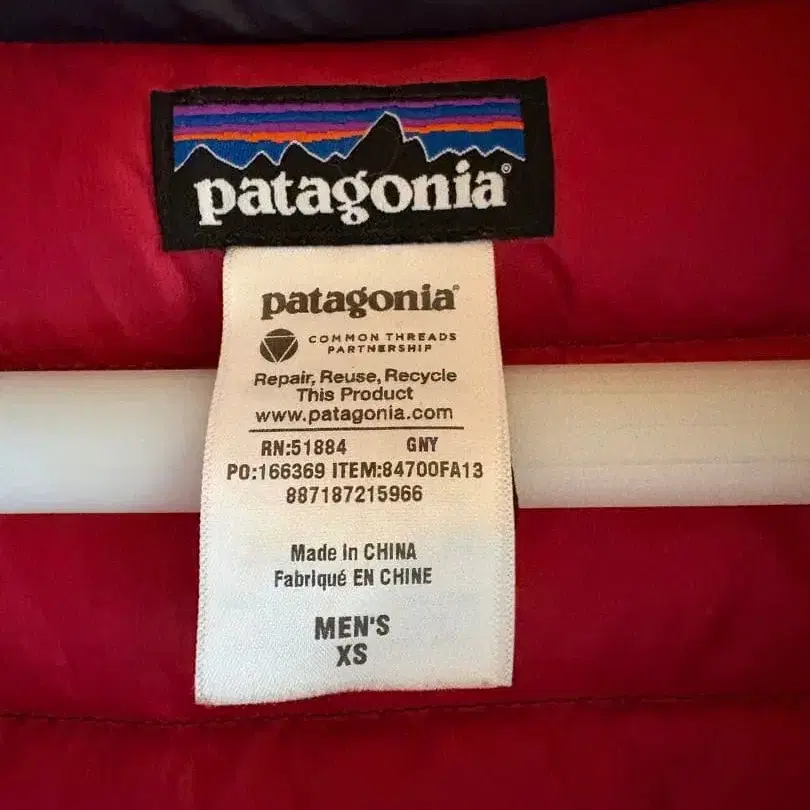 patagonia®
patagonia®
COMMON THREADS
PARTNERSHIP
Repair, Reuse, Recycle
This Product
www.patagonia.com
RN:51884 GNY
PO:166369 ITEM:84700FA13
887187215966
Made in CHINA
Fabriqué EN CHINE
MEN'S
XS